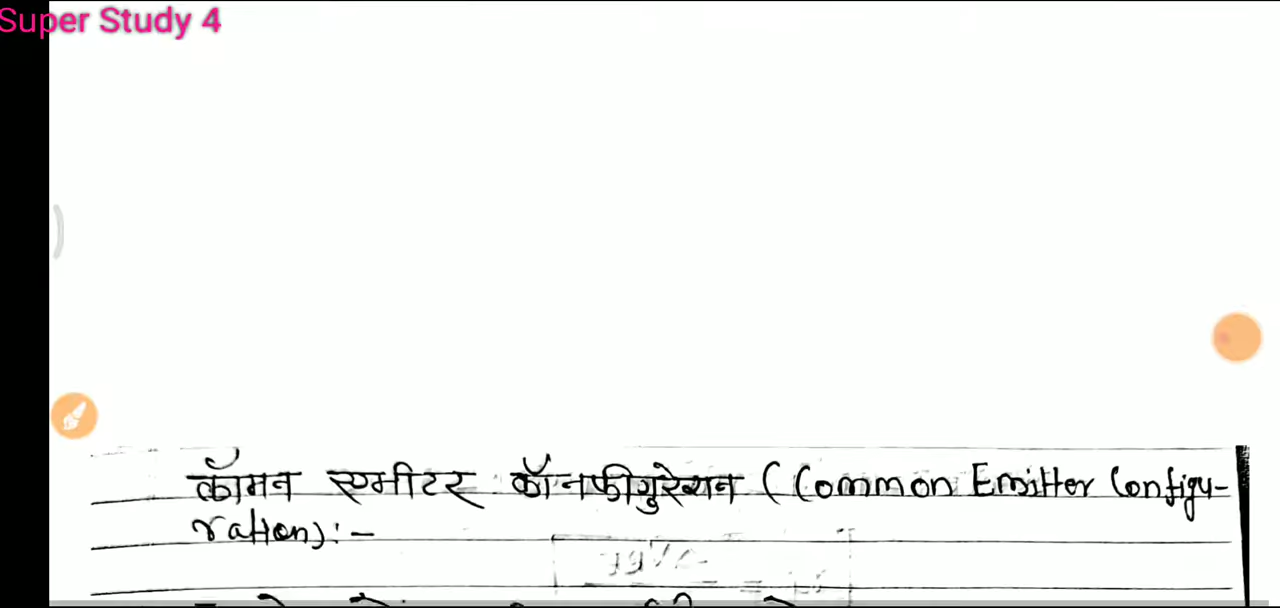 Super Study 4
कॉमन एमीटर कॉनफीगुरेशन ( Common Emitter Configu-
ration):-